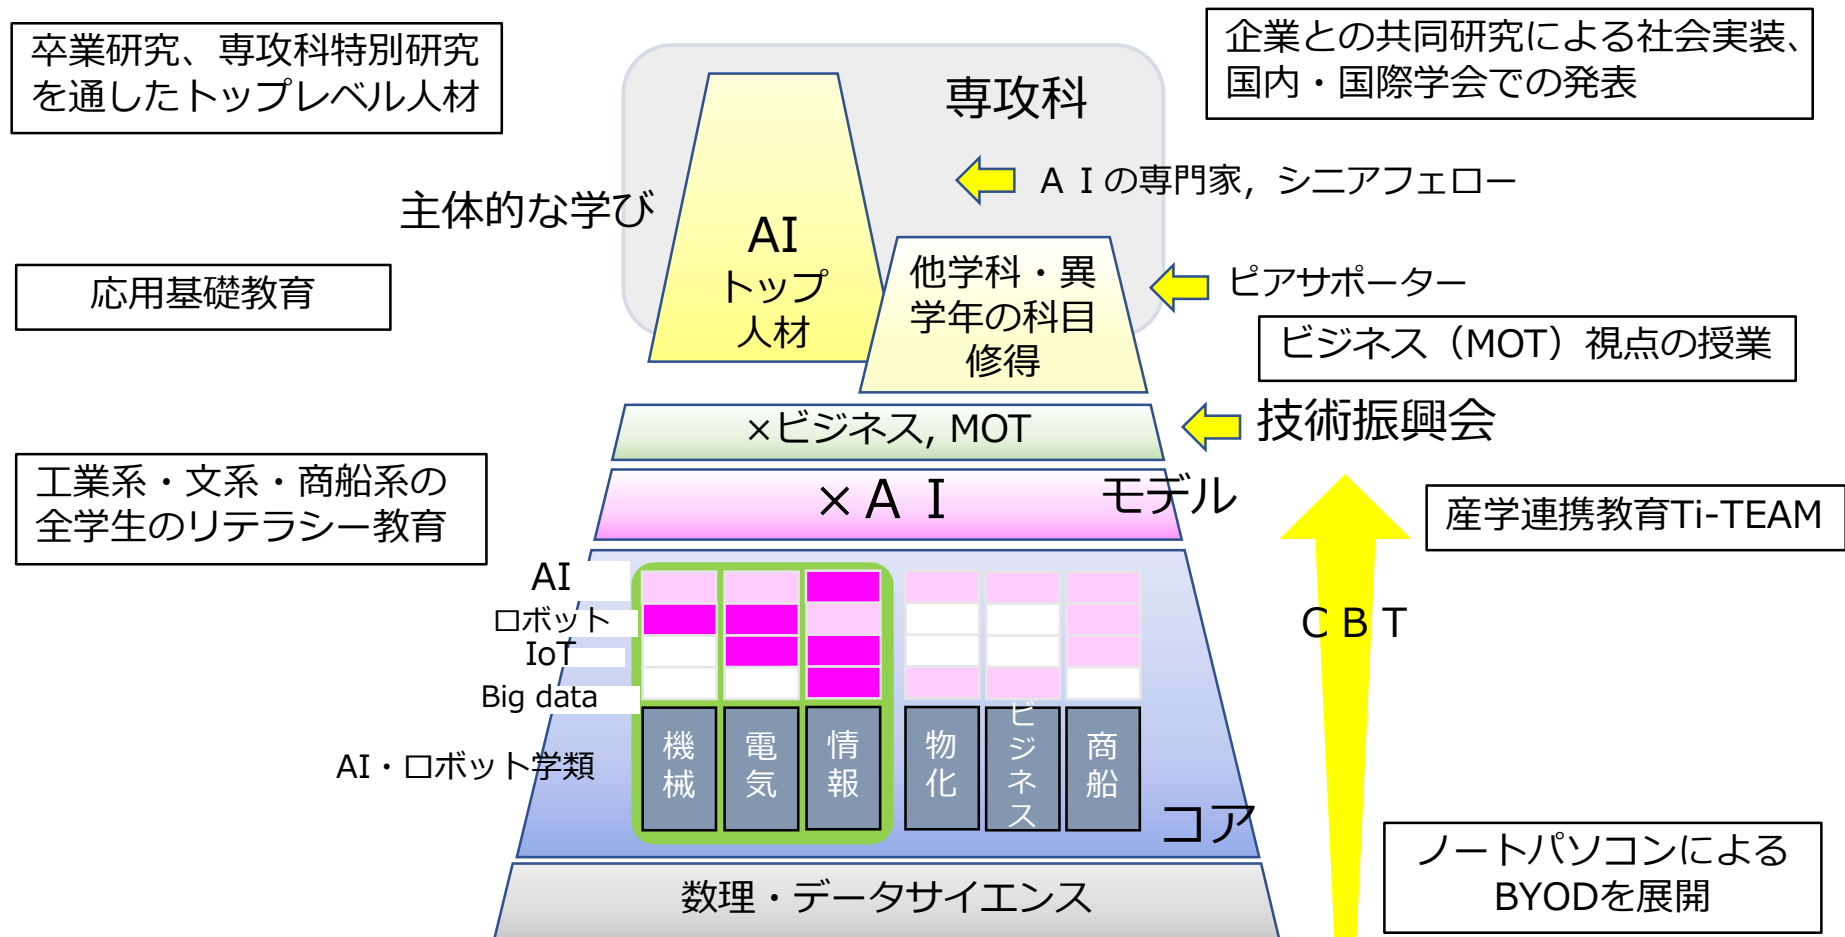 卒業研究、専攻科特別研究
を通したトップレベル人材
企業との共同研究による社会実装、
国内・国際学会での発表
専攻科
ＡＩの専門家，シニアフェロー
主体的な学び
AI
トップ
人材
他学科・異
学年の科目
修得
ピアサポーター
応用基礎教育
ビジネス（MOT）視点の授業
×ビジネス, MOT
技術振興会
工業系・文系・商船系の
全学生のリテラシー教育
×ＡＩ
モデル
産学連携教育Ti-TEAM
AI
ロボット
IoT
Big data
ＣＢＴ
AI・ロボット学類
機械
電気
情報
物化
ビジネス
商船
コア
ノートパソコンによる
BYODを展開
数理・データサイエンス